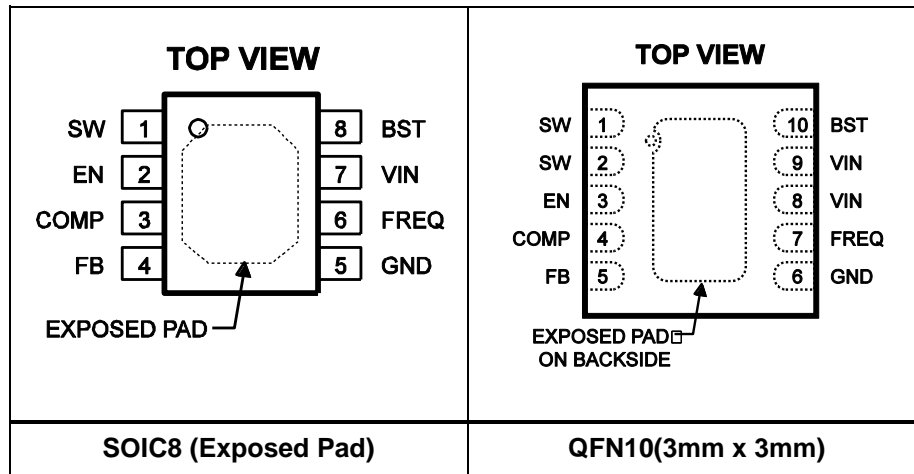 TOP VIEW
SW 1 8 BST
EN 2 7 VIN
COMP 3 6 FREQ
FB 4 5 GND
EXPOSED PAD
SOIC8 (Exposed Pad)
TOP VIEW
SW 1 10 BST
SW 2 9 VIN
EN 3 8 VIN
COMP 4 7 FREQ
FB 5 6 GND
EXPOSED PAD□
ON BACKSIDE
QFN10(3mm x 3mm)